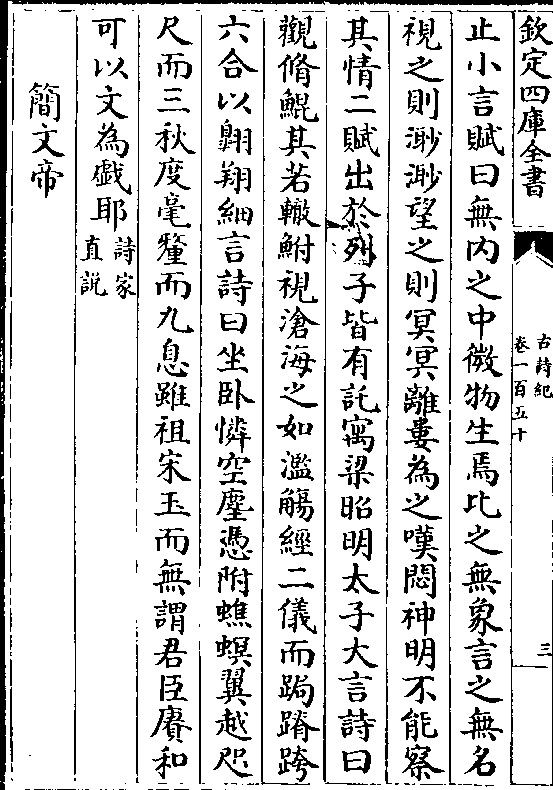 欽定四庫全書
古詩紀
卷一百五十
三
止小言賦曰無内之中微物生焉比之無象言之無名
視之則渺渺望之則冥冥離婁為之嘆悶神明不能察
其情二賦出於列子皆有託寓梁昭明太子大言詩曰
觀脩鯤其若轍鮒視滄海之如濫觴經二儀而跼蹐跨
六合以翺翔細言詩曰坐卧憐空塵憑附蟭螟翼越咫
尺而三秋度毫釐而九息雖祖宋玉而無謂君臣賡和
可以文為戲耶詩家直説
簡文帝